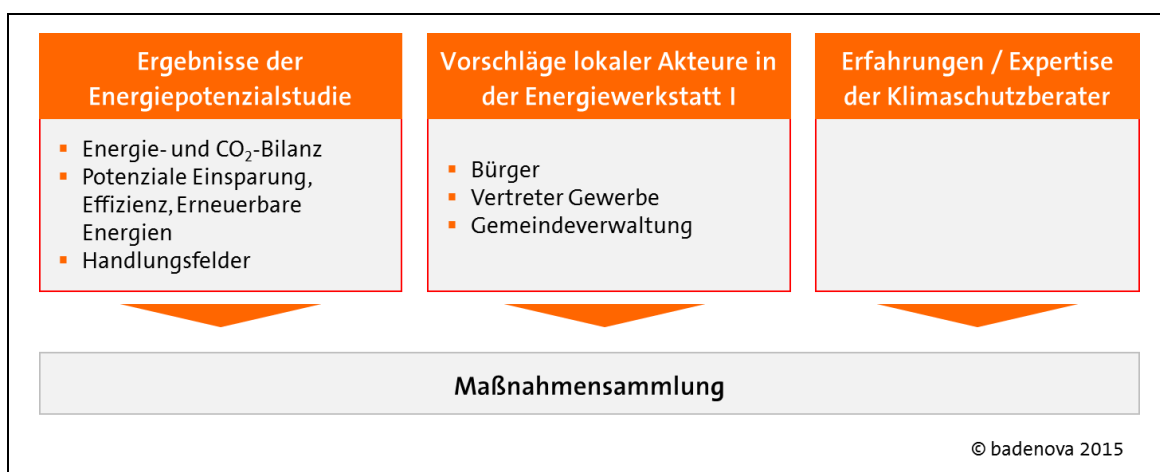 Ergebnisse der
Energiepotenzialstudie
▪ Energie- und CO₂-Bilanz
▪ Potenziale Einsparung,
Effizienz, Erneuerbare
Energien
▪ Handlungsfelder
Vorschläge lokaler Akteure in
der Energiewerkstatt I
▪ Bürger
▪ Vertreter Gewerbe
▪ Gemeindeverwaltung
Erfahrungen / Expertise
der Klimaschutzberater
Maßnahmensammlung
© badenova 2015